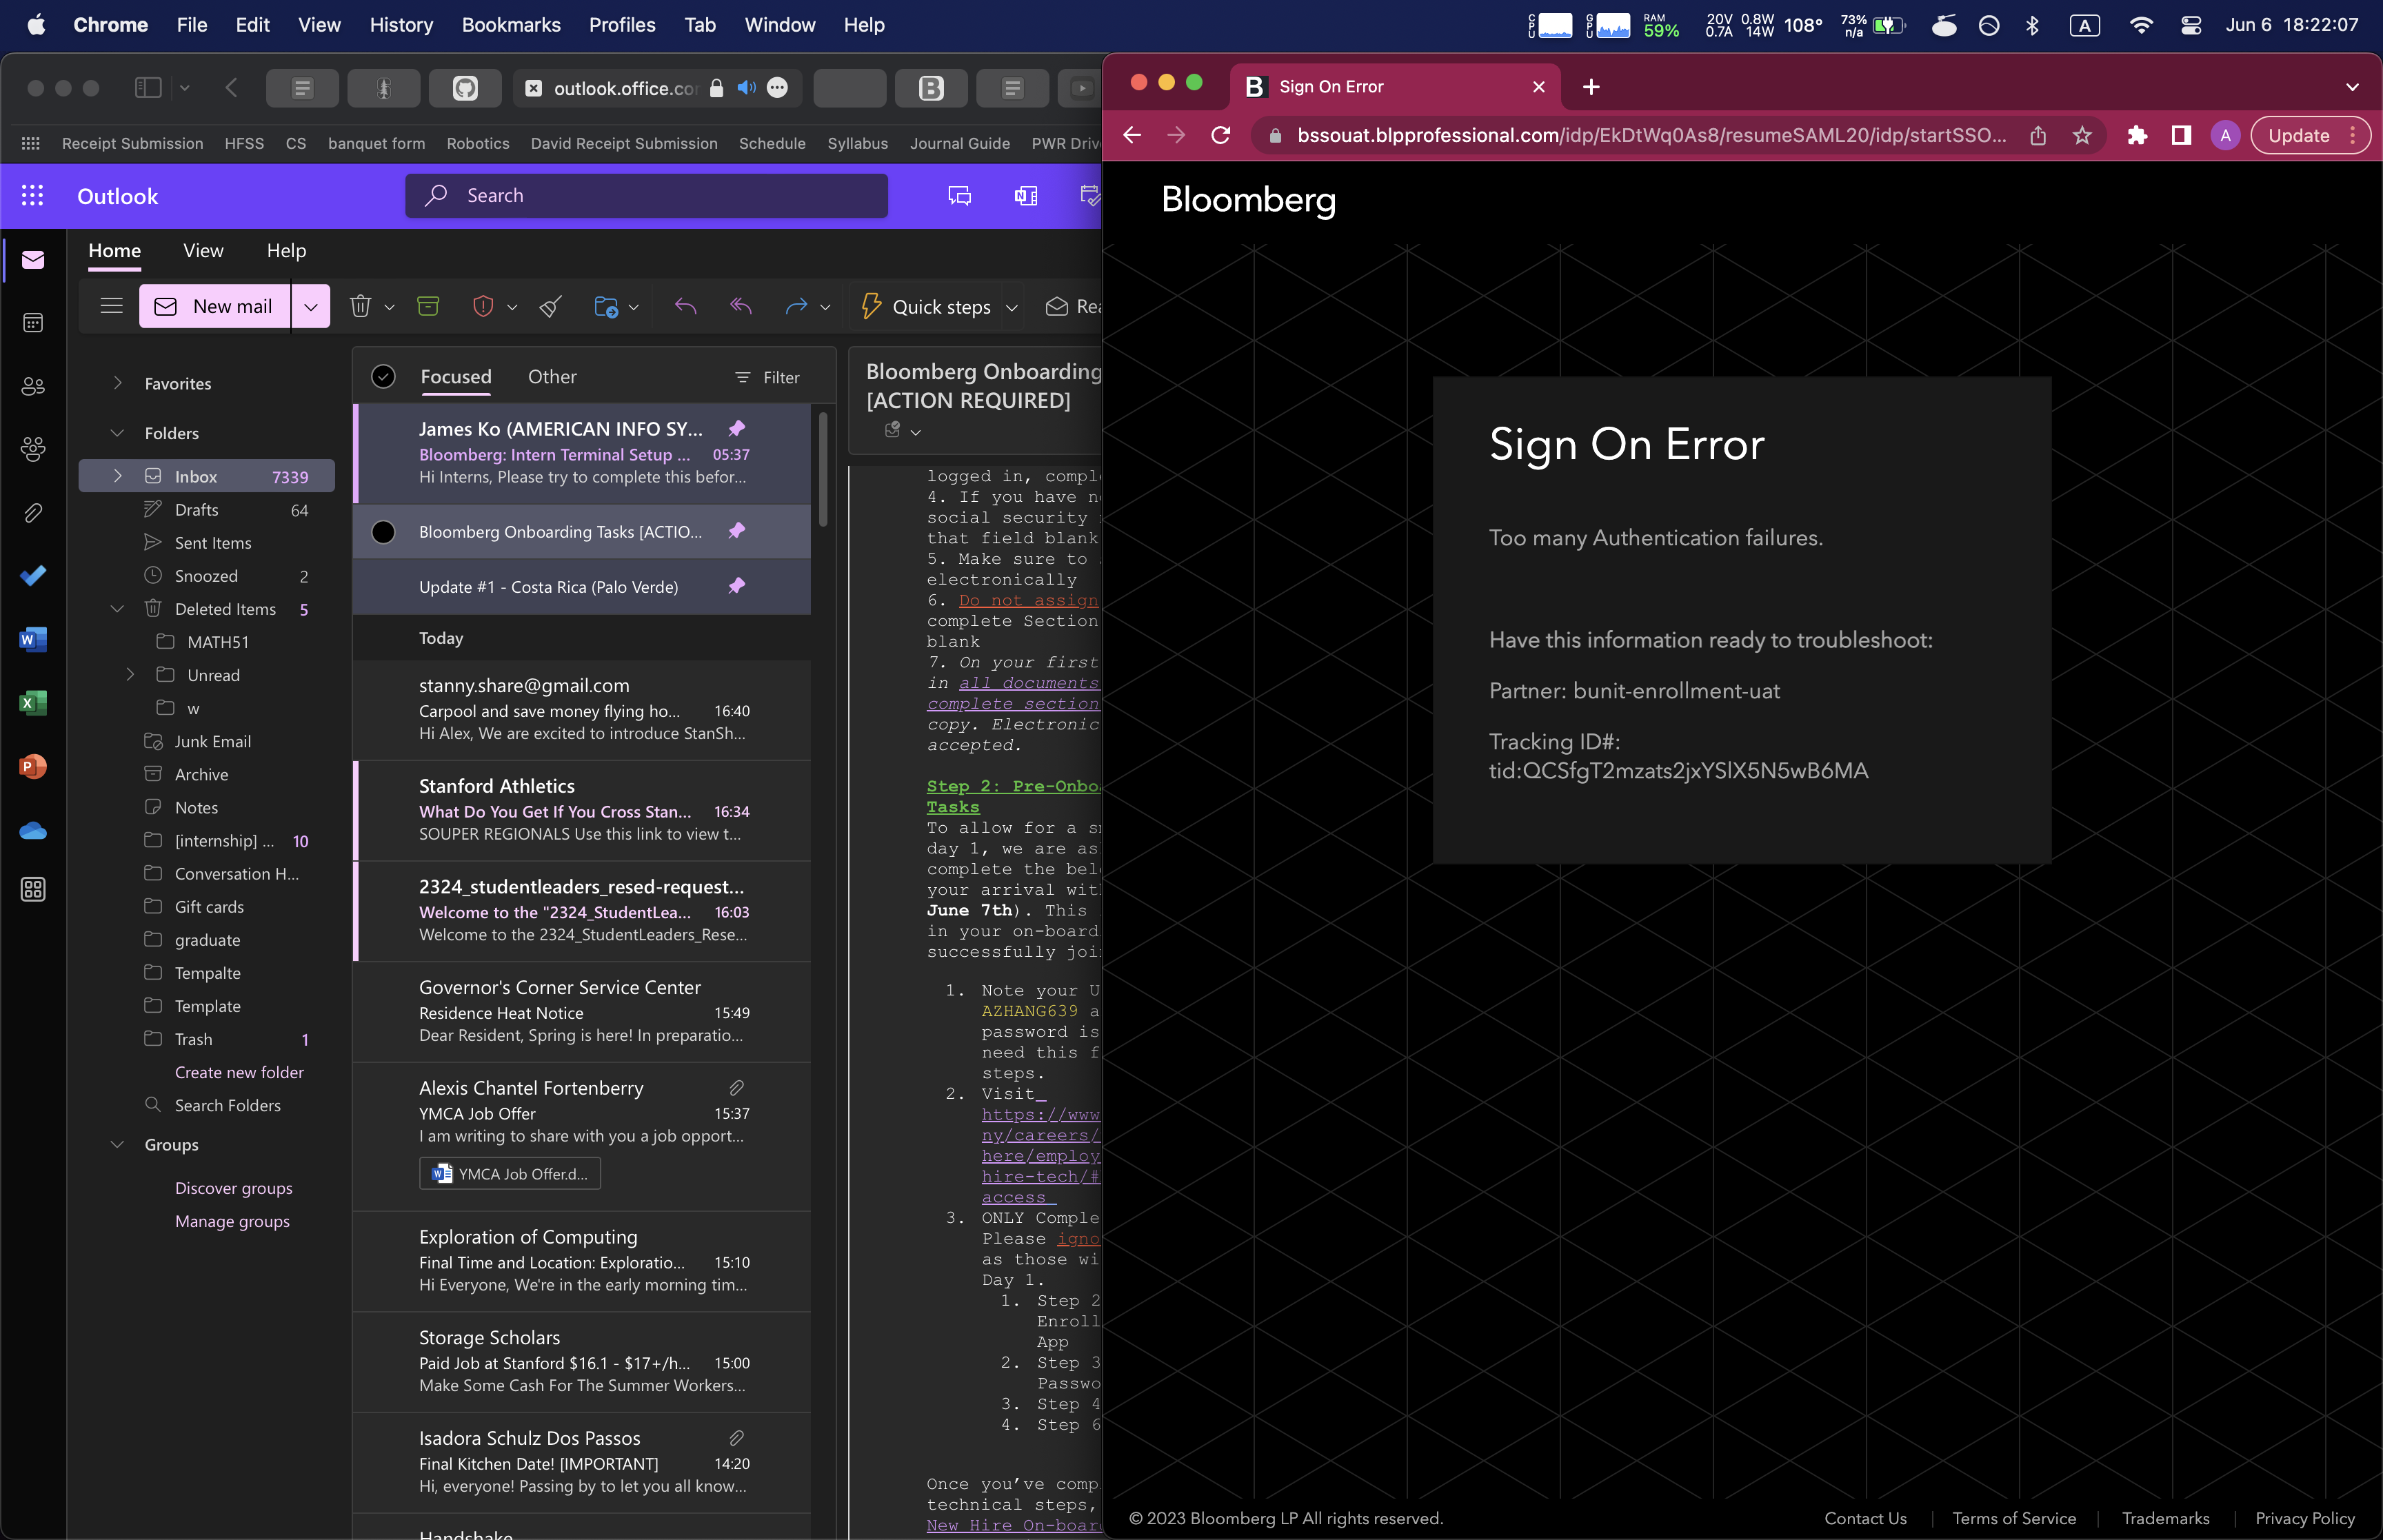 Chrome File Edit View History Bookmarks Profiles Tab Window Help
CPU GPU RAM 59% 20V 0.7A 0.8W 14W 108° 73% n/a A Jun 6 18:22:07
outlook.office.cor
Receipt Submission HFSS CS banquet form Robotics David Receipt Submission Schedule Syllabus Journal Guide PWR Driv
Outlook
Search
Home View Help
New mail
Quick steps
Rea
Favorites
Folders
Inbox 7339
Drafts 64
Sent Items
Snoozed 2
Deleted Items 5
MATH51
Unread
w
Junk Email
Archive
Notes
[internship] ... 10
Conversation H...
Gift cards
graduate
Tempalte
Template
Trash 1
Create new folder
Search Folders
Groups
Discover groups
Manage groups
Focused Other Filter
James Ko (AMERICAN INFO SY...
Bloomberg: Intern Terminal Setup ... 05:37
Hi Interns, Please try to complete this befor...
Bloomberg Onboarding Tasks [ACTIO...
Update #1 - Costa Rica (Palo Verde)
Today
stanny.share@gmail.com
Carpool and save money flying ho... 16:40
Hi Alex, We are excited to introduce StanSh...
Stanford Athletics
What Do You Get If You Cross Stan... 16:34
SOUPER REGIONALS Use this link to view t...
2324_studentleaders_resed-request...
Welcome to the "2324_StudentLea... 16:03
Welcome to the 2324_StudentLeaders_Rese...
Governor's Corner Service Center
Residence Heat Notice 15:49
Dear Resident, Spring is here! In preparatio...
Alexis Chantel Fortenberry
YMCA Job Offer 15:37
I am writing to share with you a job opport...
YMCA Job Offer.d...
Exploration of Computing
Final Time and Location: Exploratio... 15:10
Hi Everyone, We're in the early morning tim...
Storage Scholars
Paid Job at Stanford $16.1 - $17+/h... 15:00
Make Some Cash For The Summer Workers...
Isadora Schulz Dos Passos
Final Kitchen Date! [IMPORTANT] 14:20
Hi, everyone! Passing by to let you all know...
Handshake
Bloomberg Onboarding
[ACTION REQUIRED]
logged in, compl
4. If you have n
social security
that field blank
5. Make sure to
electronically
6. Do not assign
complete Section
blank
7. On your first
in all documents
complete section
copy. Electronic
accepted.
Step 2: Pre-Onbo
Tasks
To allow for a s
day 1, we are as
complete the bel
your arrival wit
June 7th). This
in your on-board
successfully joi
1. Note your U
AZHANG639 a
password is
need this f
steps.
2. Visit
https://www
ny/careers/
here/employ
hire-tech/#
access
3. ONLY Comple
Please igno
as those wi
Day 1.
1. Step 2
Enroll
App
2. Step 3
Passwo
3. Step 4
4. Step 6
Once you've comp
technical steps,
New Hire On-boar
B Sign On Error
bssouat.blpprofessional.com/idp/EkDtWq0As8/resumeSAML20/idp/startSSO...
A
Update
Bloomberg
Sign On Error
Too many Authentication failures.
Have this information ready to troubleshoot:
Partner: bunit-enrollment-uat
Tracking ID#:
tid:QCSfgT2mzats2jxYSlX5N5wB6MA
© 2023 Bloomberg LP All rights reserved.
Contact Us | Terms of Service | Trademarks | Privacy Policy